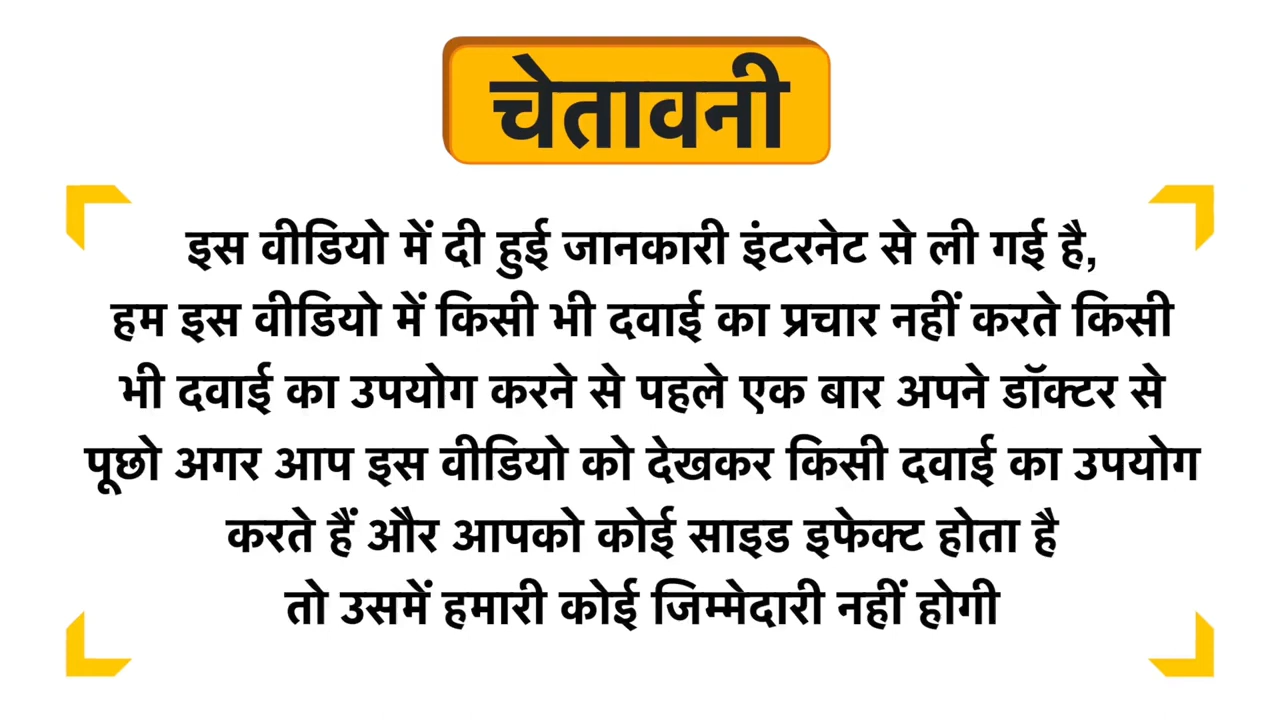 चेतावनी
इस वीडियो में दी हुई जानकारी इंटरनेट से ली गई है,
हम इस वीडियो में किसी भी दवाई का प्रचार नहीं करते किसी
भी दवाई का उपयोग करने से पहले एक बार अपने डॉक्टर से
पूछो अगर आप इस वीडियो को देखकर किसी दवाई का उपयोग
करते हैं और आपको कोई साइड इफेक्ट होता है
तो उसमें हमारी कोई जिम्मेदारी नहीं होगी